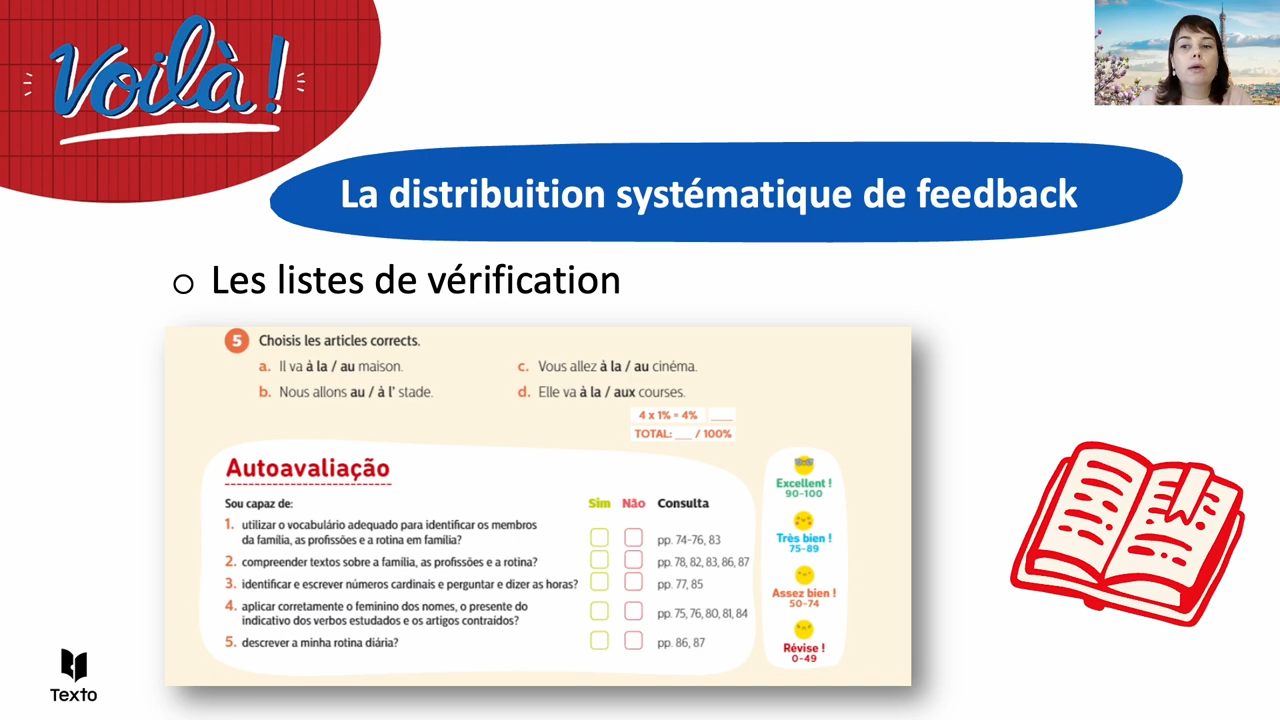 Voilà !
La distribuition systématique de feedback
o Les listes de vérification
5 Choisis les articles corrects.
a. Il va à la / au maison.
c. Vous allez à la / au cinéma.
b. Nous allons au / à l' stade.
d. Elle va à la / aux courses.
4 x 1% = 4% ____
TOTAL: ___ / 100%
Autoavaliação
Sou capaz de:
Sim Não Consulta
1. utilizar o vocabulário adequado para identificar os membros
da família, as profissões e a rotina em família?
pp. 74-76, 83
2. compreender textos sobre a família, as profissões e a rotina?
pp. 78, 82, 83, 86, 87
3. identificar e escrever números cardinais e perguntar e dizer as horas?
pp. 77, 85
4. aplicar corretamente o feminino dos nomes, o presente do
indicativo dos verbos estudados e os artigos contraídos?
pp. 75, 76, 80, 81, 84
5. descrever a minha rotina diária?
pp. 86, 87
Excellent !
90-100
Très bien !
75-89
Assez bien !
50-74
Révise !
0-49
Texto